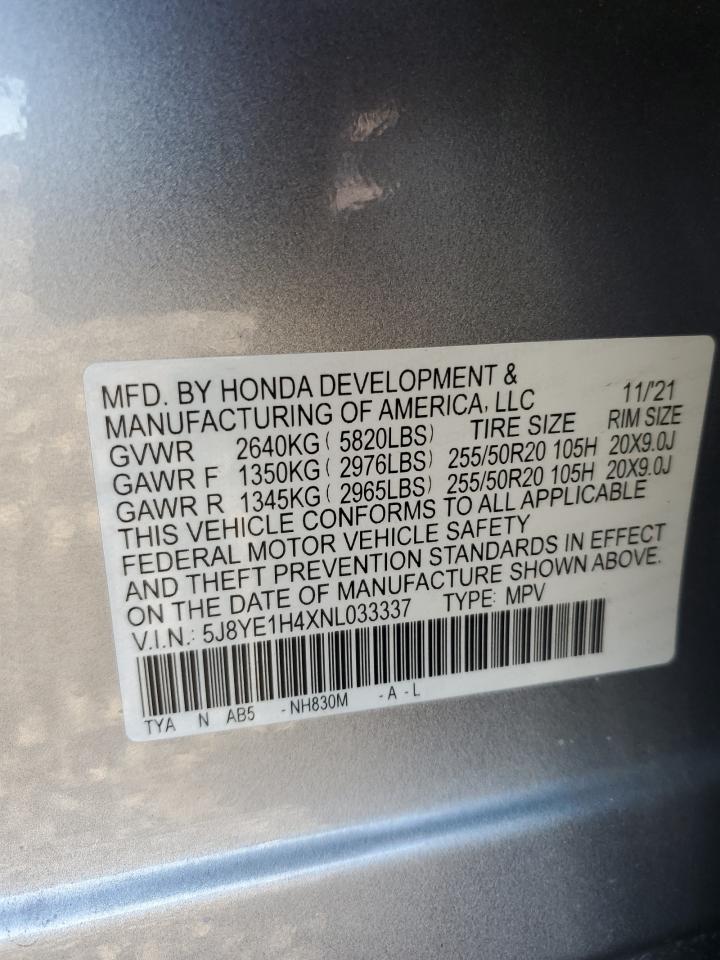 MFD. BY HONDA DEVELOPMENT &
MANUFACTURING OF AMERICA, LLC 11/'21
GVWR 2640KG ( 5820LBS) TIRE SIZE RIM SIZE
GAWR F 1350KG ( 2976LBS) 255/50R20 105H 20X9.0J
GAWR R 1345KG ( 2965LBS) 255/50R20 105H 20X9.0J
THIS VEHICLE CONFORMS TO ALL APPLICABLE
FEDERAL MOTOR VEHICLE SAFETY
AND THEFT PREVENTION STANDARDS IN EFFECT
ON THE DATE OF MANUFACTURE SHOWN ABOVE.
V.I.N.: 5J8YE1H4XNL033337 TYPE: MPV
TYA N AB5 -NH830M -A -L